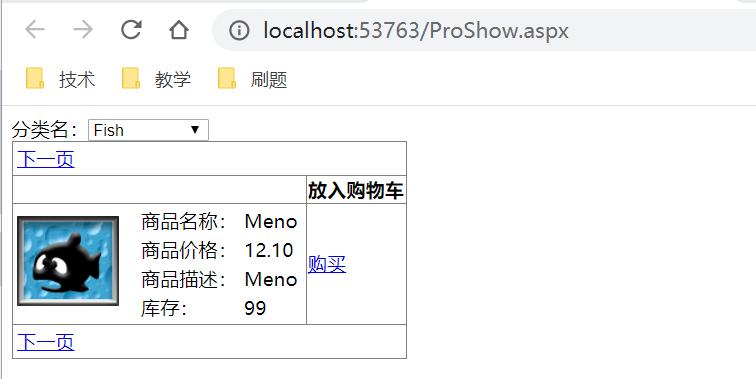 localhost:53763/ProShow.aspx
技术 教学 刷题
分类名： Fish
下一页
放入购物车
商品名称： Meno
商品价格： 12.10
商品描述： Meno
库存： 99
购买
下一页